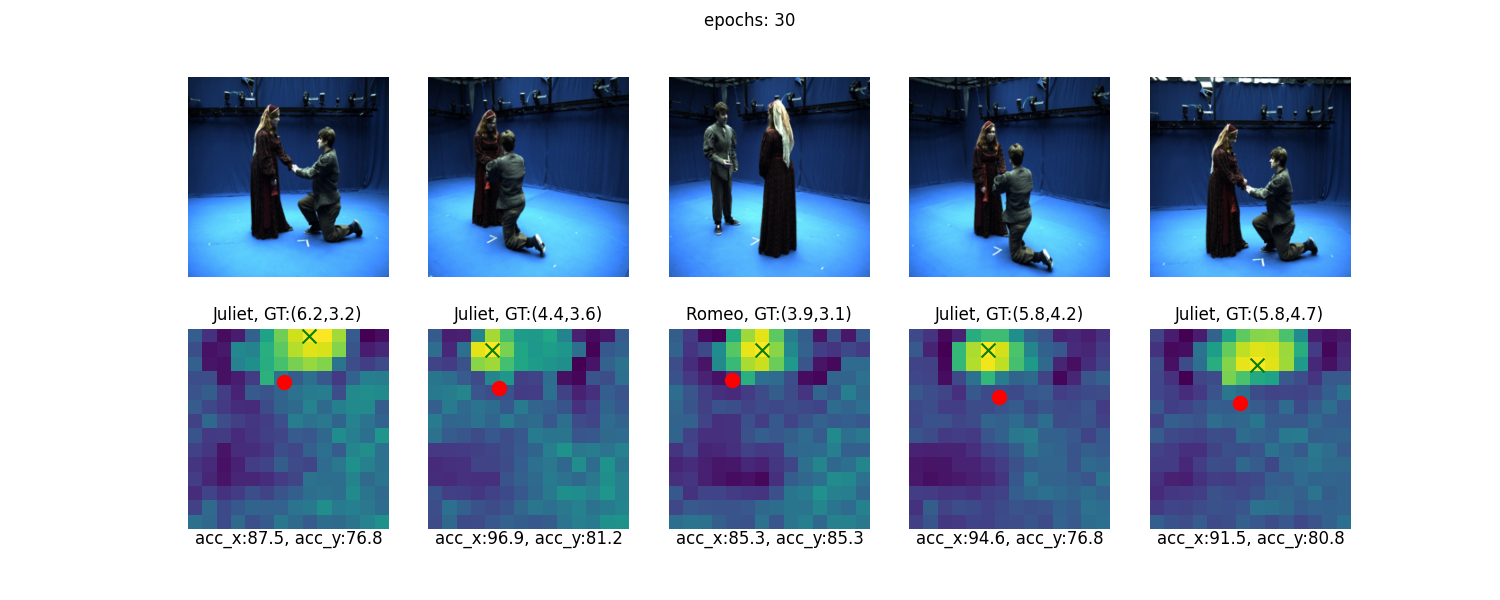 epochs: 30
Juliet, GT:(6.2,3.2)
Juliet, GT:(4.4,3.6)
Romeo, GT:(3.9,3.1)
Juliet, GT:(5.8,4.2)
Juliet, GT:(5.8,4.7)
acc_x:87.5, acc_y:76.8
acc_x:96.9, acc_y:81.2
acc_x:85.3, acc_y:85.3
acc_x:94.6, acc_y:76.8
acc_x:91.5, acc_y:80.8